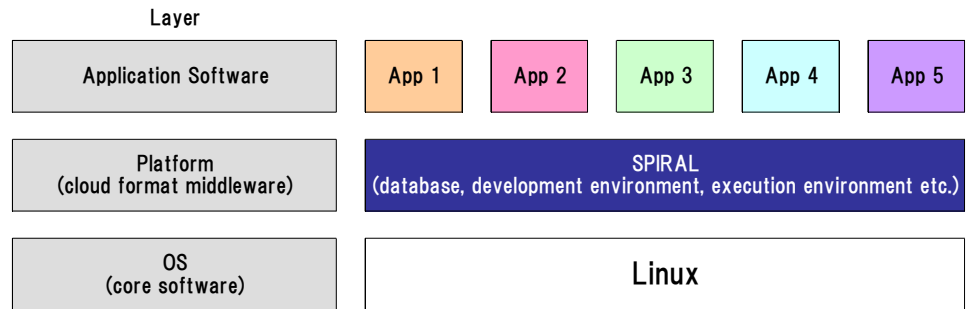 Layer
Application Software
App 1
App 2
App 3
App 4
App 5
Platform
(cloud format middleware)
SPIRAL
(database, development environment, execution environment etc.)
OS
(core software)
Linux